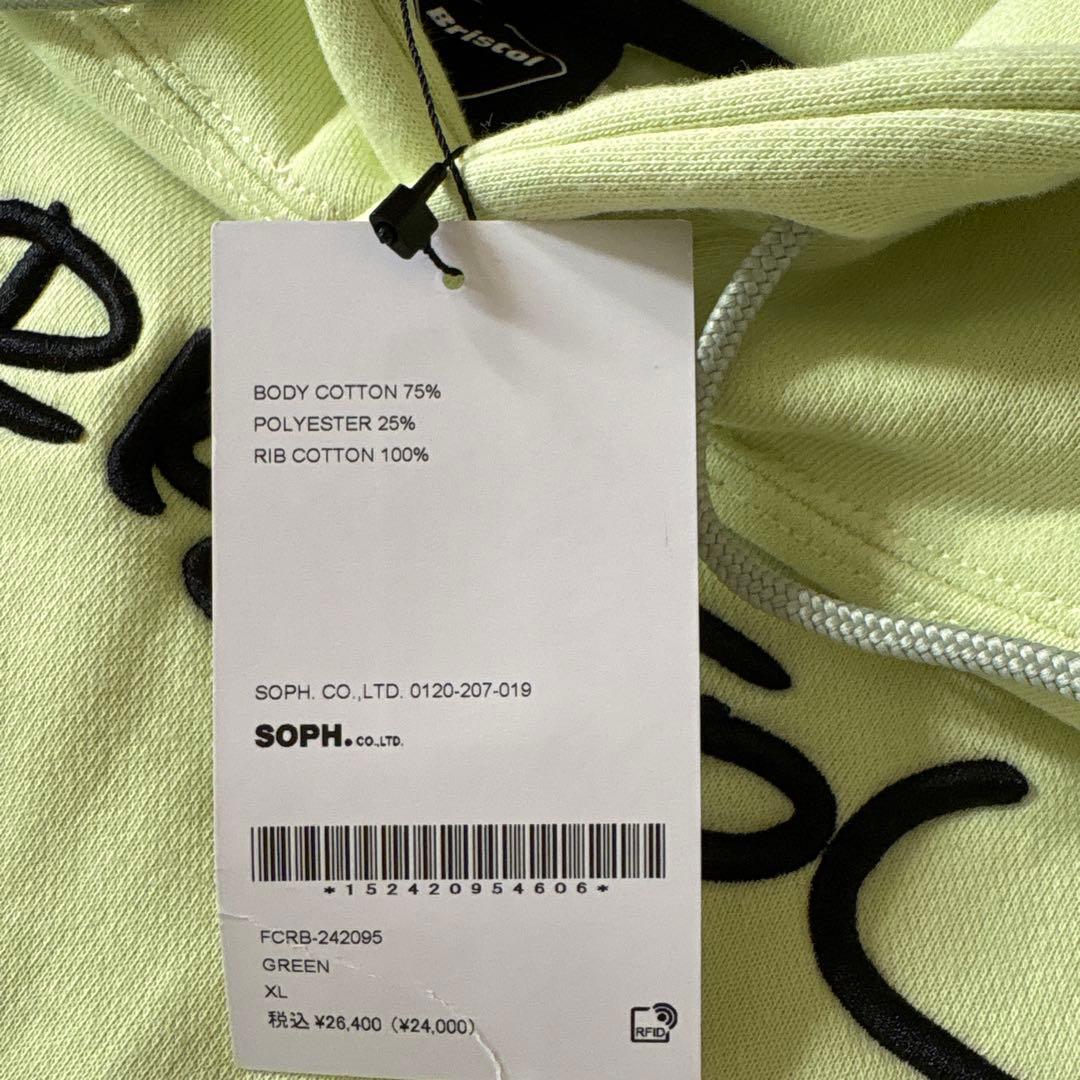 Bristol
BODY COTTON 75%
POLYESTER 25%
RIB COTTON 100%
SOPH. CO.,LTD. 0120-207-019
SOPH. CO.,LTD.
*152420954606*
FCRB-242095
GREEN
XL
税込 ¥26,400 (¥24,000)
RFID